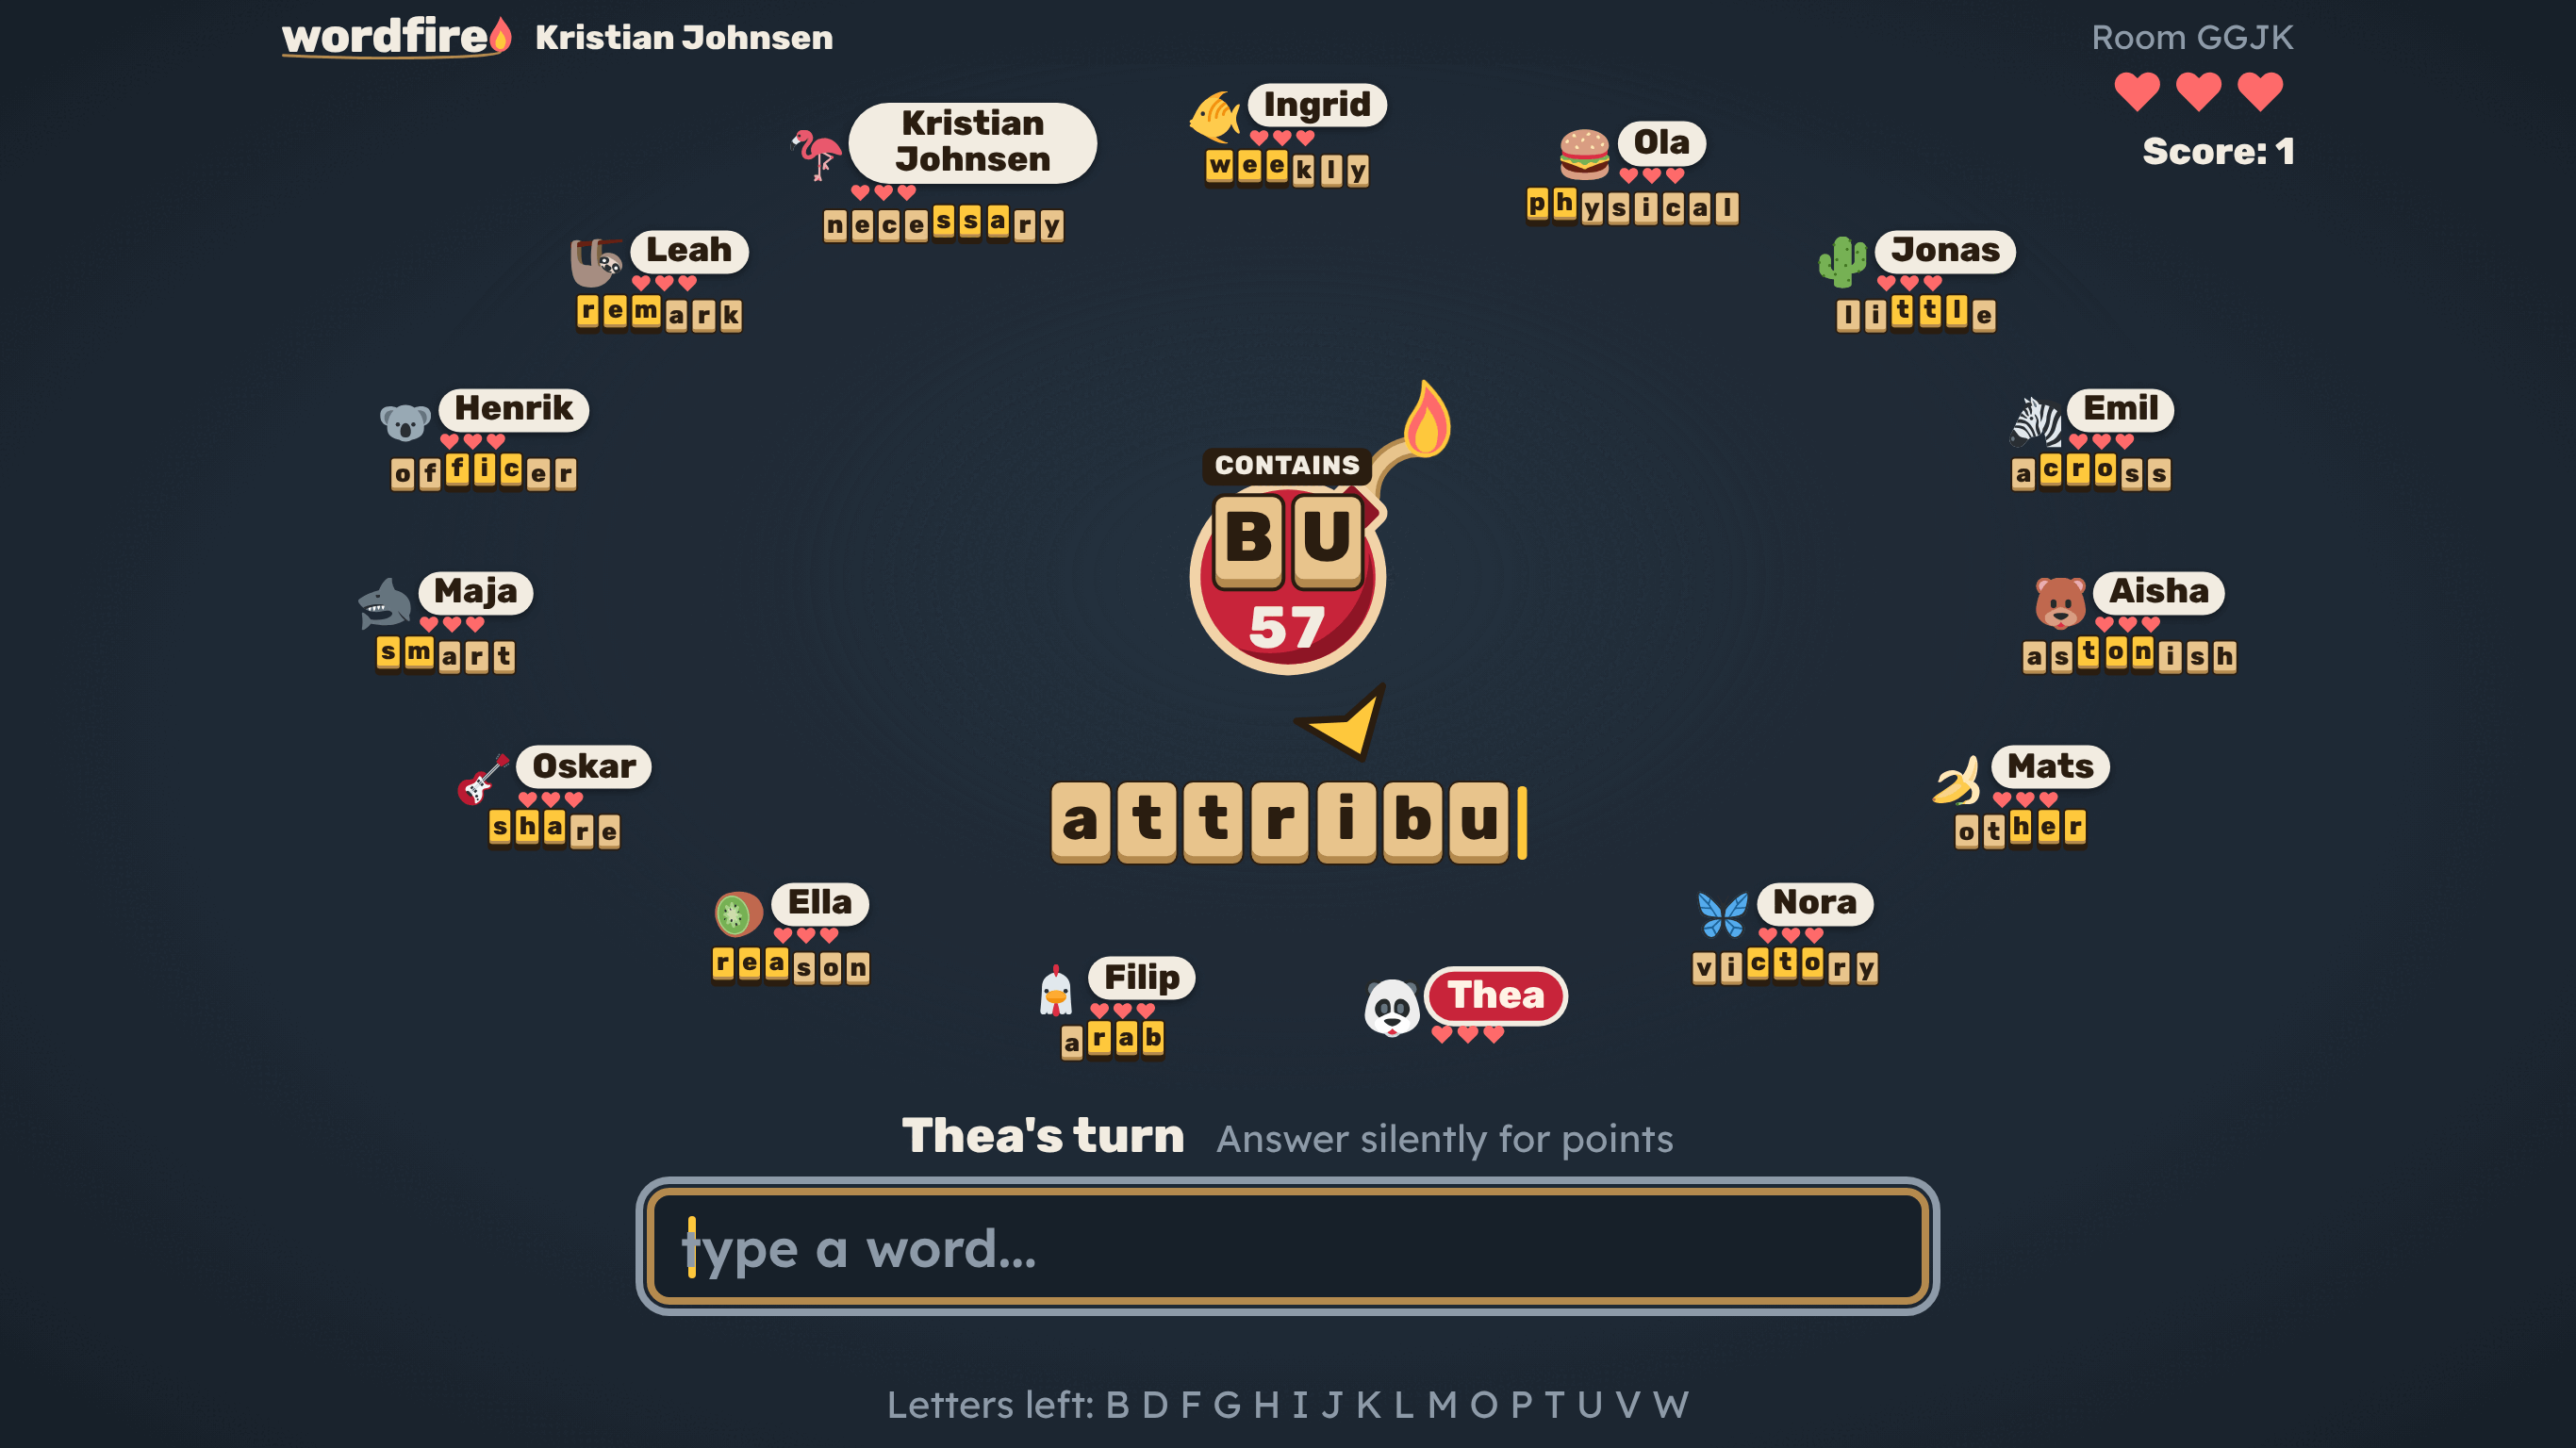 wordfire Kristian Johnsen
Room GGJK
Score: 1
Kristian
Johnsen
necessary
Ingrid
weekly
Ola
physical
Leah
remark
Jonas
little
Henrik
officer
Emil
across
CONTAINS
BU
57
Maja
smart
Aisha
astonish
Oskar
share
Mats
other
attribu
Ella
reason
Nora
victory
Filip
arab
Thea
Thea's turn Answer silently for points
type a word...
Letters left: B D F G H I J K L M O P T U V W